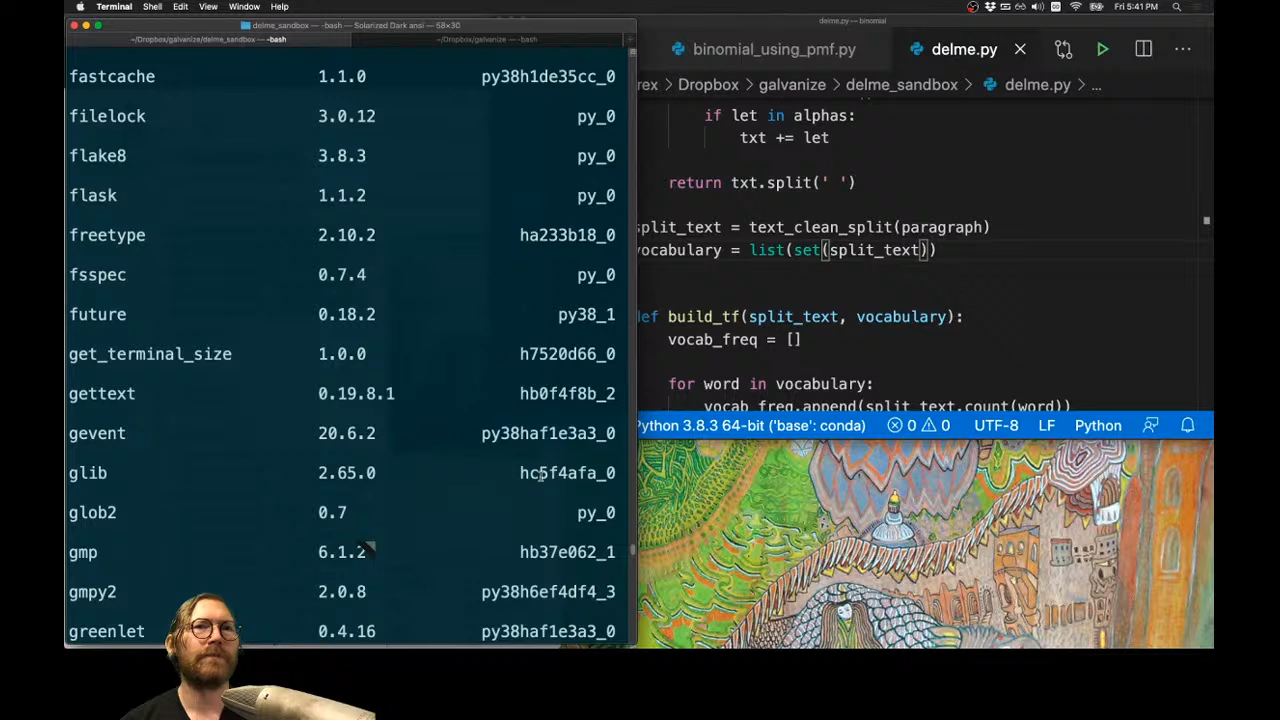 Terminal Shell Edit View Window Help
Fri 5:41 PM
delme_sandbox — -bash — Solarized Dark ansi — 58×30
~/Dropbox/galvanize/delme_sandbox — -bash
~/Dropbox/galvanize — -bash
fastcache 1.1.0 py38h1de35cc_0
filelock 3.0.12 py_0
flake8 3.8.3 py_0
flask 1.1.2 py_0
freetype 2.10.2 ha233b18_0
fsspec 0.7.4 py_0
future 0.18.2 py38_1
get_terminal_size 1.0.0 h7520d66_0
gettext 0.19.8.1 hb0f4f8b_2
gevent 20.6.2 py38haf1e3a3_0
glib 2.65.0 hc5f4afa_0
glob2 0.7 py_0
gmp 6.1.2 hb37e062_1
gmpy2 2.0.8 py38h6ef4df4_3
greenlet 0.4.16 py38haf1e3a3_0
delme.py — binomial
binomial_using_pmf.py
delme.py
rex > Dropbox > galvanize > delme_sandbox > delme.py > ...
if let in alphas:
txt += let
return txt.split(' ')
split_text = text_clean_split(paragraph)
vocabulary = list(set(split_text))
def build_tf(split_text, vocabulary):
vocab_freq = []
for word in vocabulary:
vocab_freq.append(split_text.count(word))
Python 3.8.3 64-bit ('base': conda) 0 0 UTF-8 LF Python